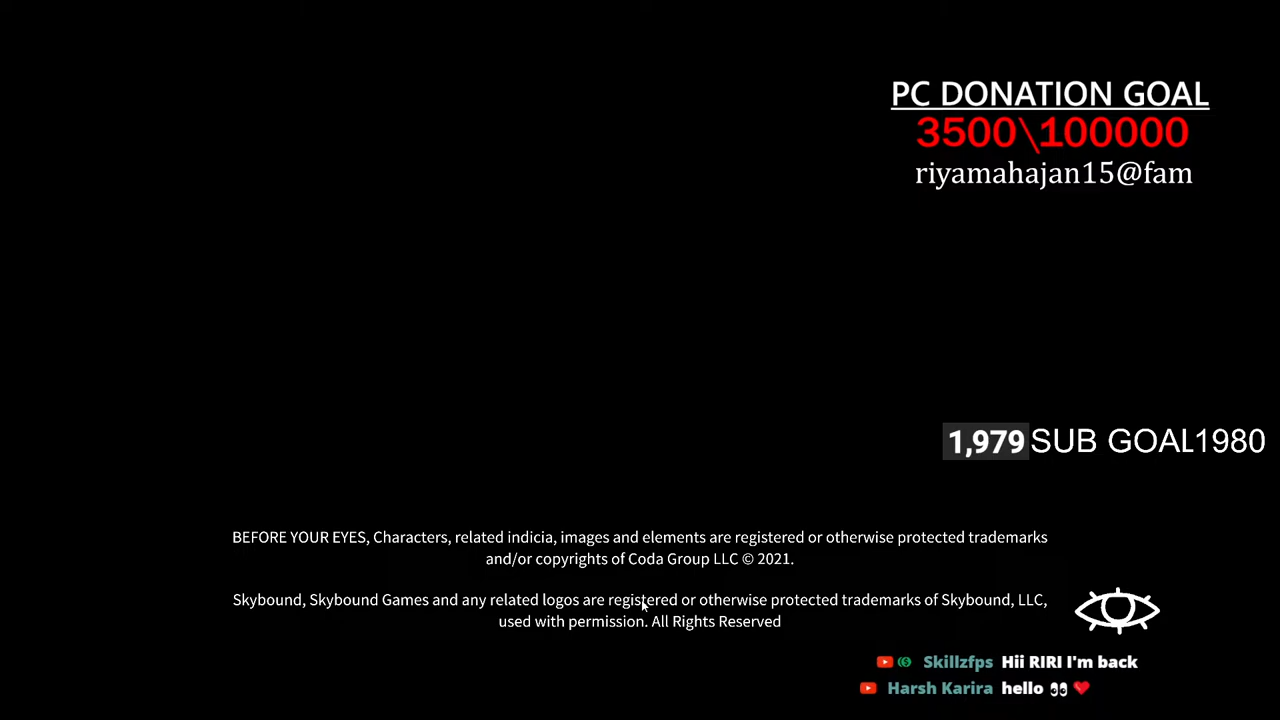 PC DONATION GOAL
3500\100000
riyamahajan15@fam
1,979 SUB GOAL1980
BEFORE YOUR EYES, Characters, related indicia, images and elements are registered or otherwise protected trademarks
and/or copyrights of Coda Group LLC © 2021.
Skybound, Skybound Games and any related logos are registered or otherwise protected trademarks of Skybound, LLC,
used with permission. All Rights Reserved
Skillzfps Hii RIRI I'm back
Harsh Karira hello 👀 ❤️